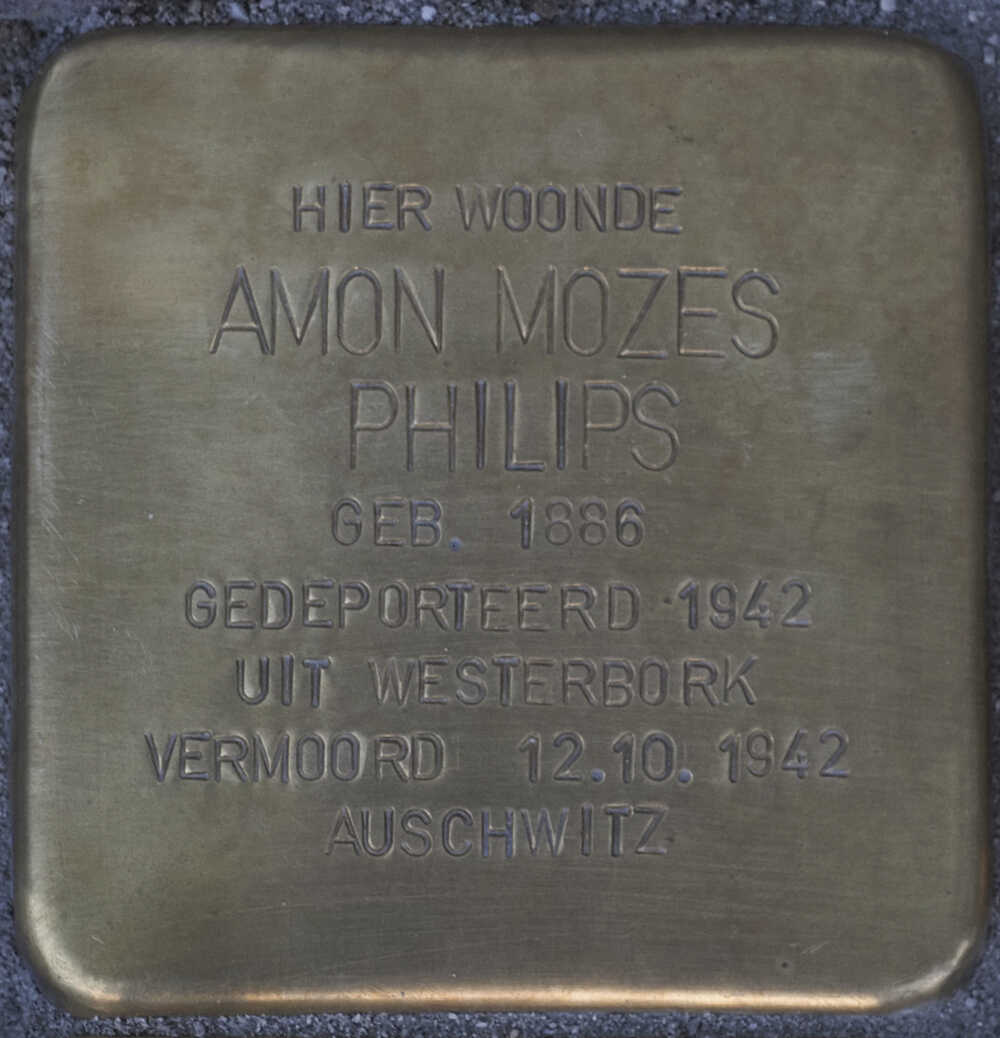 HIER WOONDE
AMON MOZES
PHILIPS
GEB. 1886
GEDEPORTEERD 1942
UIT WESTERBORK
VERMOORD 12.10.1942
AUSCHWITZ